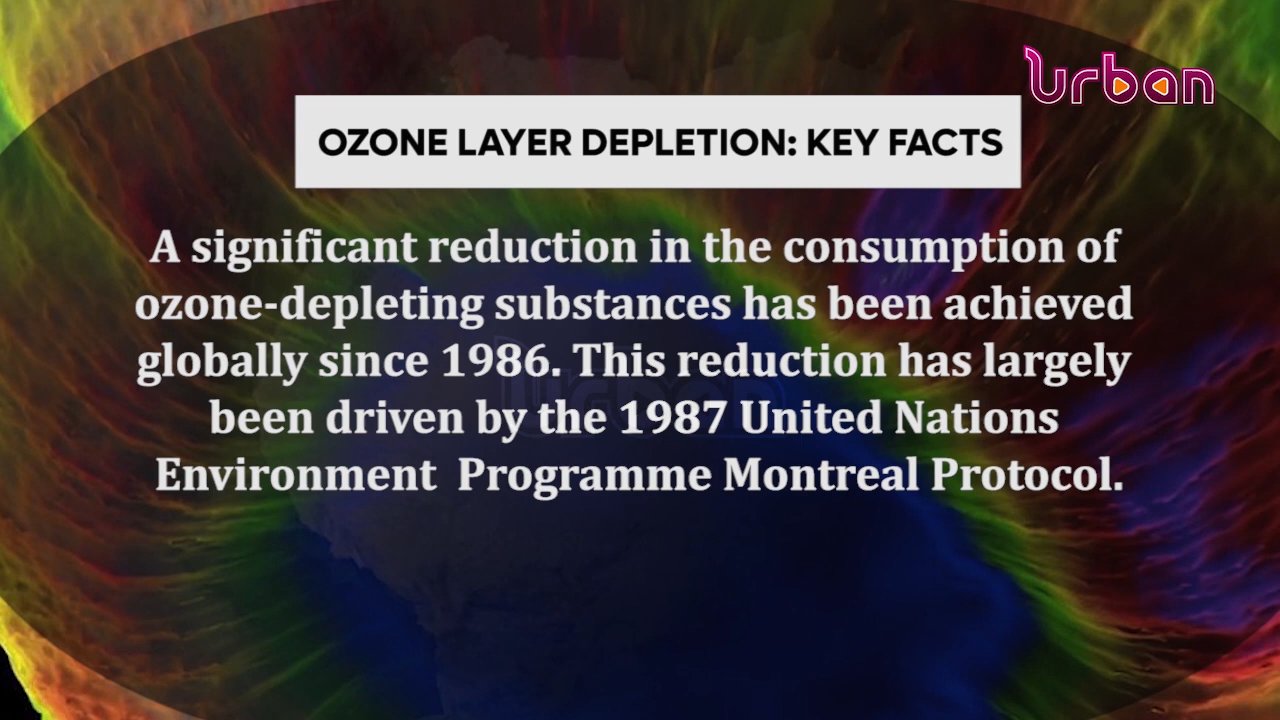 Urban
OZONE LAYER DEPLETION: KEY FACTS
A significant reduction in the consumption of
ozone-depleting substances has been achieved
globally since 1986. This reduction has largely
been driven by the 1987 United Nations
Environment  Programme Montreal Protocol.